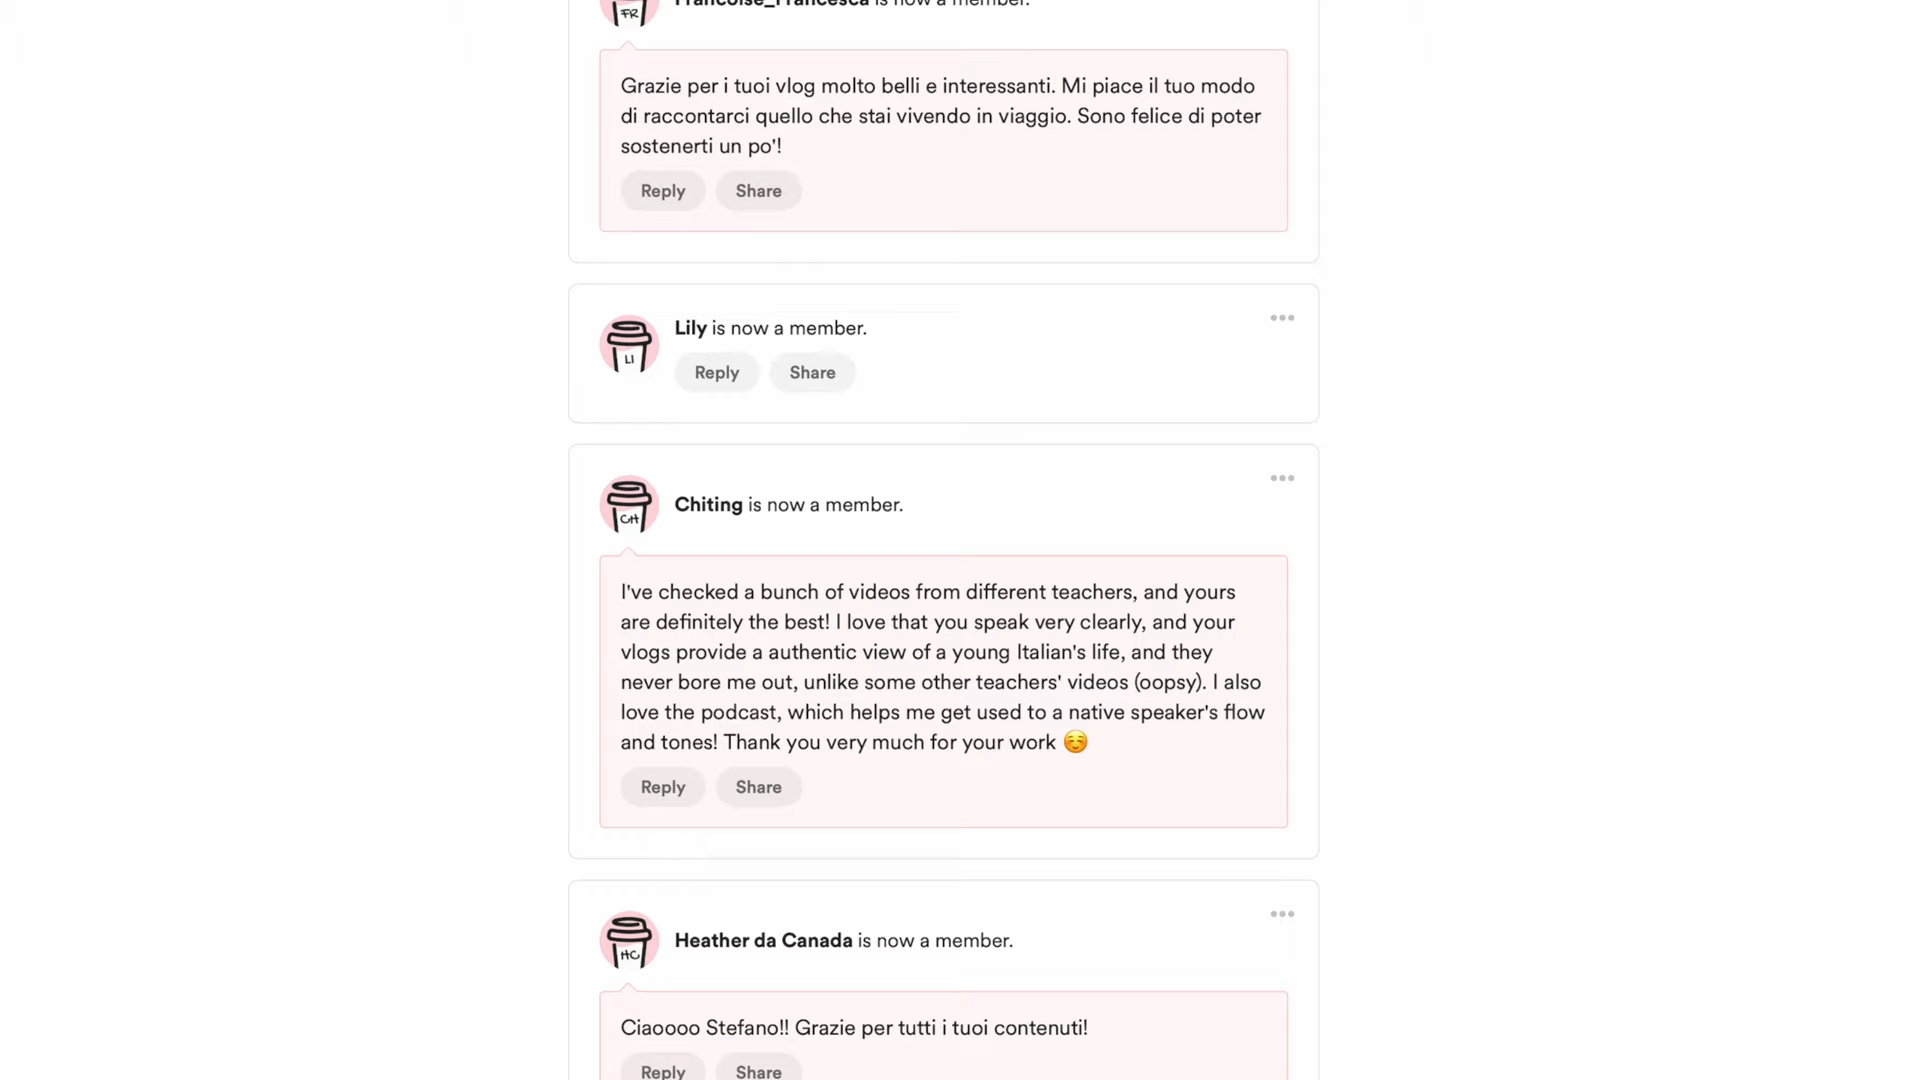 FR
Francoise_Francesca is now a member.
Grazie per i tuoi vlog molto belli e interessanti. Mi piace il tuo modo
di raccontarci quello che stai vivendo in viaggio. Sono felice di poter
sostenerti un po'!
Reply Share
LI
Lily is now a member.
Reply Share
CH
Chiting is now a member.
I've checked a bunch of videos from different teachers, and yours
are definitely the best! I love that you speak very clearly, and your
vlogs provide a authentic view of a young Italian's life, and they
never bore me out, unlike some other teachers' videos (oopsy). I also
love the podcast, which helps me get used to a native speaker's flow
and tones! Thank you very much for your work ☺️
Reply Share
HC
Heather da Canada is now a member.
Ciaoooo Stefano!! Grazie per tutti i tuoi contenuti!
Reply Share